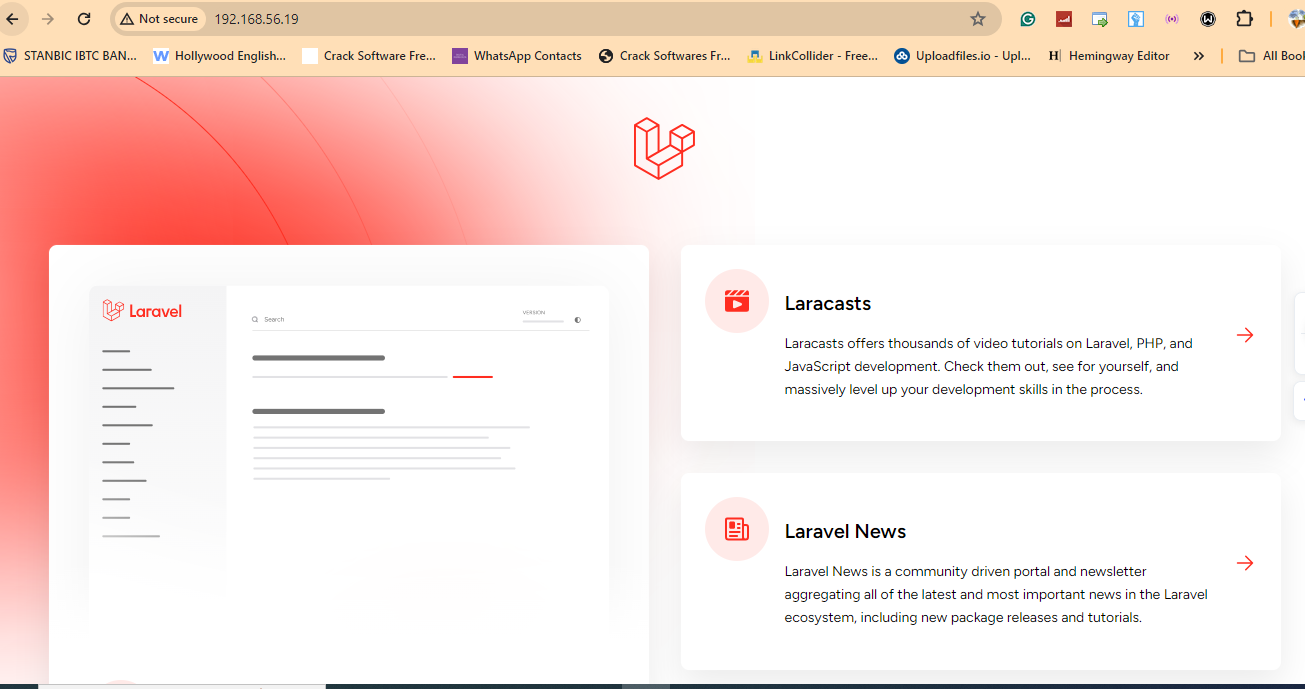 Not secure
192.168.56.19
STANBIC IBTC BAN...
Hollywood English...
Crack Software Fre...
WhatsApp Contacts
Crack Softwares Fr...
LinkCollider - Free...
Uploadfiles.io - Upl...
Hemingway Editor
»
All Book
Laravel
Search
VERSION
Laracasts
Laracasts offers thousands of video tutorials on Laravel, PHP, and
JavaScript development. Check them out, see for yourself, and
massively level up your development skills in the process.
Laravel News
Laravel News is a community driven portal and newsletter
aggregating all of the latest and most important news in the Laravel
ecosystem, including new package releases and tutorials.